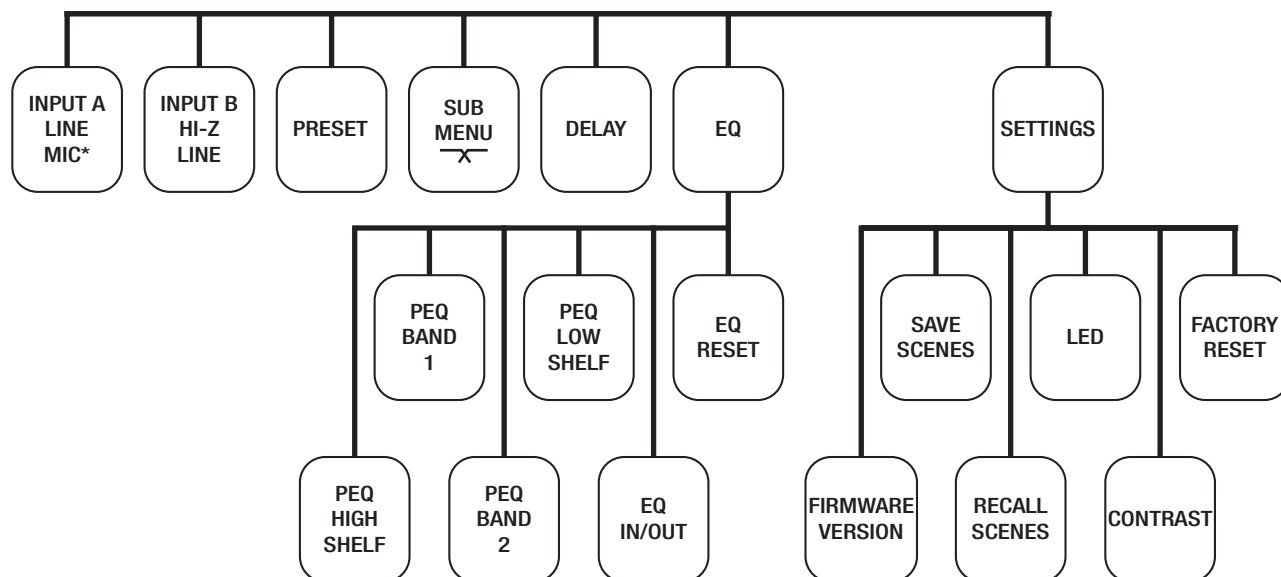 INPUT A
LINE
MIC*
INPUT B
HI-Z
LINE
PRESET
SUB
MENU
DELAY
EQ
SETTINGS
PEQ
BAND
1
PEQ
LOW
SHELF
EQ
RESET
SAVE
SCENES
LED
FACTORY
RESET
PEQ
HIGH
SHELF
PEQ
BAND
2
EQ
IN/OUT
FIRMWARE
VERSION
RECALL
SCENES
CONTRAST